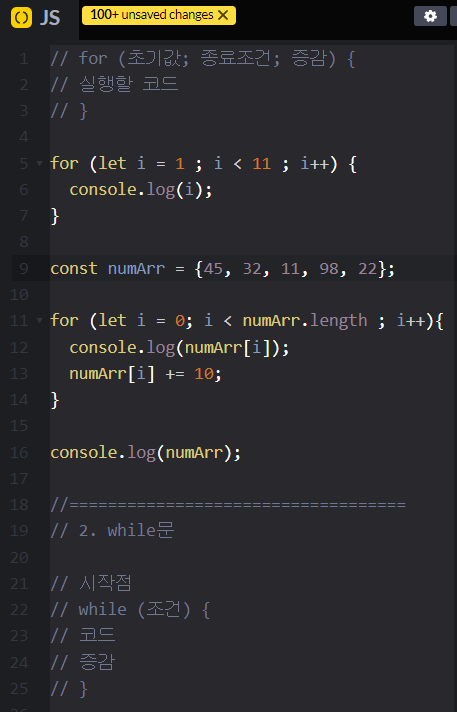 JS
100+ unsaved changes X
1 // for (초기값; 종료조건; 증감) {
2 // 실행할 코드
3 // }
4
5 for (let i = 1 ; i < 11 ; i++) {
6   console.log(i);
7 }
8
9 const numArr = {45, 32, 11, 98, 22};
10
11 for (let i = 0; i < numArr.length ; i++){
12   console.log(numArr[i]);
13   numArr[i] += 10;
14 }
15
16 console.log(numArr);
17
18 //===================================
19 // 2. while문
20
21 // 시작점
22 // while (조건) {
23 // 코드
24 // 증감
25 // }